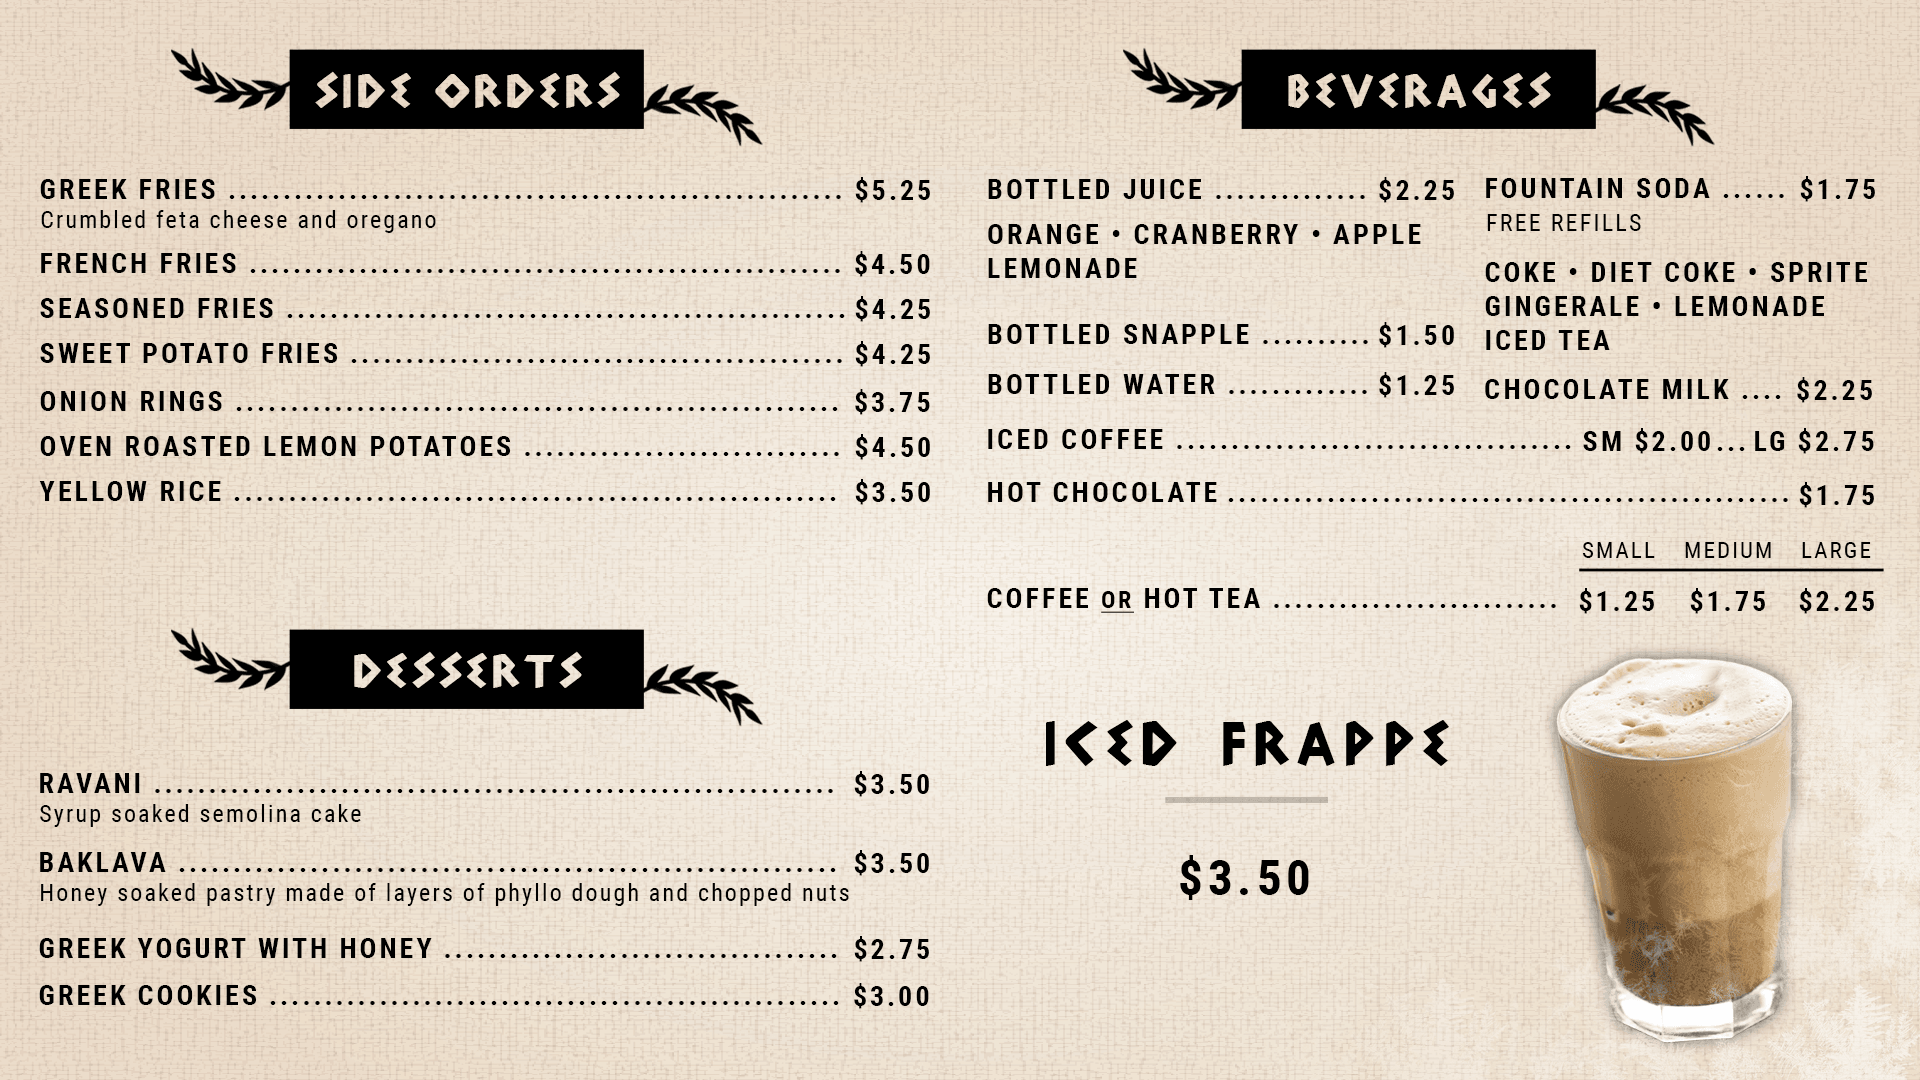 SIDE ORDERS
GREEK FRIES ........ $5.25
Crumbled feta cheese and oregano
FRENCH FRIES ........ $4.50
SEASONED FRIES ........ $4.25
SWEET POTATO FRIES ........ $4.25
ONION RINGS ........ $3.75
OVEN ROASTED LEMON POTATOES ........ $4.50
YELLOW RICE ........ $3.50
DESSERTS
RAVANI ........ $3.50
Syrup soaked semolina cake
BAKLAVA ........ $3.50
Honey soaked pastry made of layers of phyllo dough and chopped nuts
GREEK YOGURT WITH HONEY ........ $2.75
GREEK COOKIES ........ $3.00
BEVERAGES
BOTTLED JUICE ........ $2.25
ORANGE • CRANBERRY • APPLE
LEMONADE
BOTTLED SNAPPLE ........ $1.50
BOTTLED WATER ........ $1.25
FOUNTAIN SODA ...... $1.75
FREE REFILLS
COKE • DIET COKE • SPRITE
GINGERALE • LEMONADE
ICED TEA
CHOCOLATE MILK .... $2.25
ICED COFFEE ........ SM $2.00...LG $2.75
HOT CHOCOLATE ........ $1.75
SMALL MEDIUM LARGE
COFFEE OR HOT TEA ........ $1.25 $1.75 $2.25
ICED FRAPPE
$3.50